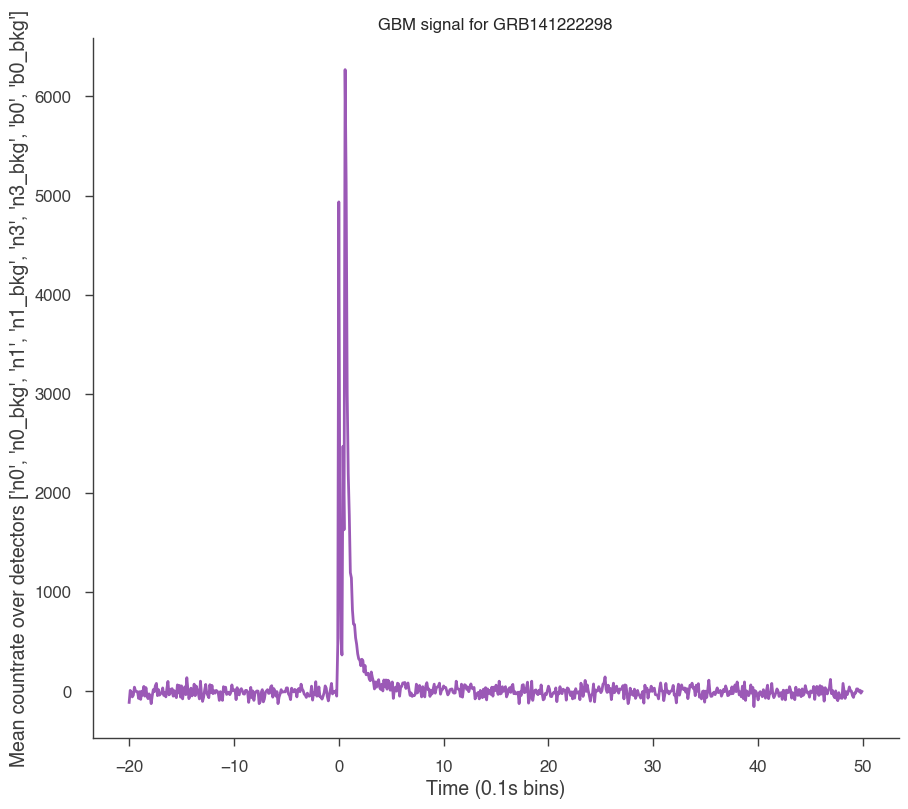 GBM signal for GRB141222298
Mean countrate over detectors ['n0', 'n0_bkg', 'n1', 'n1_bkg', 'n3', 'n3_bkg', 'b0', 'b0_bkg']
6000
5000
4000
3000
2000
1000
0
−20 −10 0 10 20 30 40 50
Time (0.1s bins)